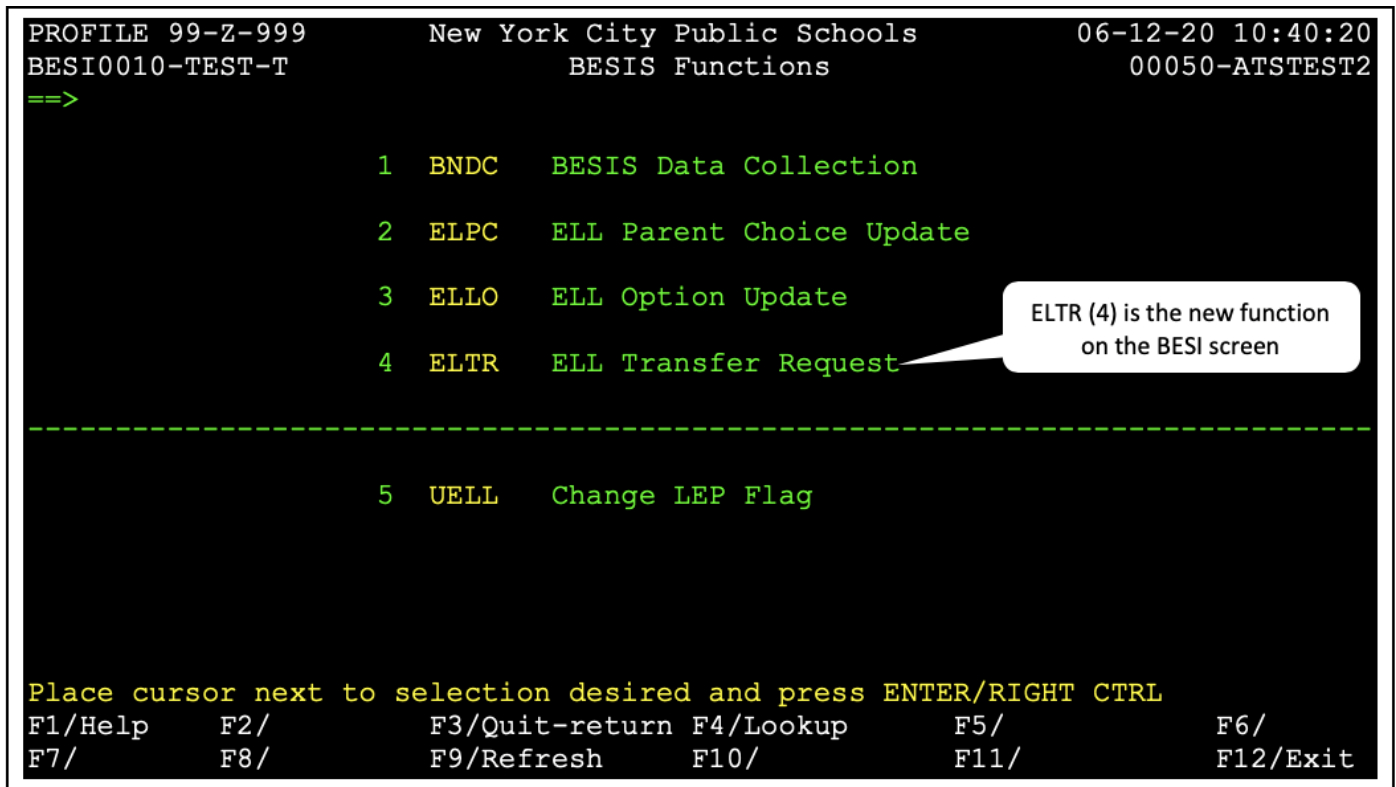 PROFILE 99-Z-999 New York City Public Schools 06-12-20 10:40:20
BESI0010-TEST-T BESIS Functions 00050-ATSTEST2
==>
1 BNDC BESIS Data Collection
2 ELPC ELL Parent Choice Update
3 ELLO ELL Option Update
ELTR (4) is the new function
on the BESI screen
4 ELTR ELL Transfer Request
--------------------------------------------------------------------------------
5 UELL Change LEP Flag
Place cursor next to selection desired and press ENTER/RIGHT CTRL
F1/Help F2/ F3/Quit-return F4/Lookup F5/ F6/
F7/ F8/ F9/Refresh F10/ F11/ F12/Exit